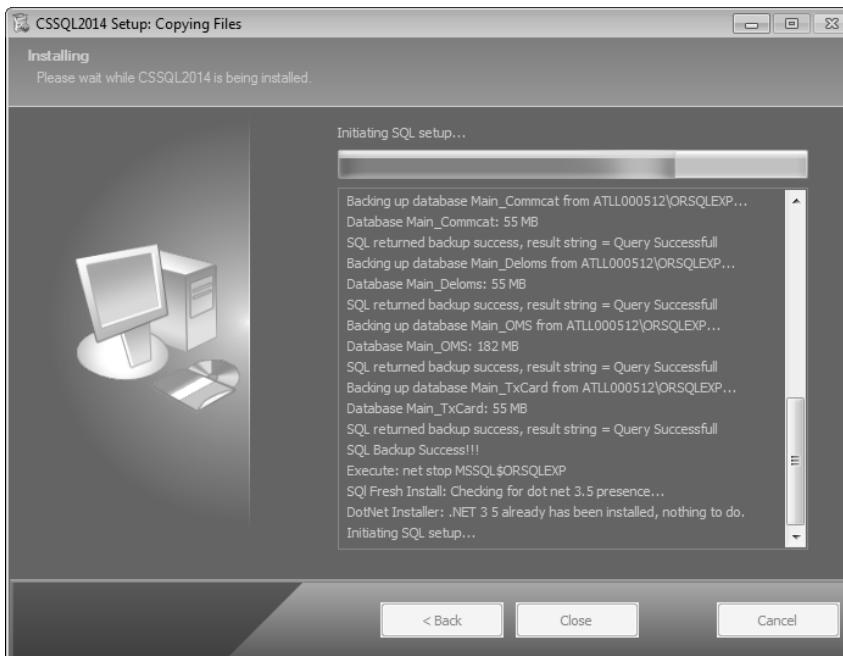 CSSQL2014 Setup: Copying Files
Installing
Please wait while CSSQL2014 is being installed.
Initiating SQL setup...
Backing up database Main_Commcat from ATLL000512\ORSQLEXP...
Database Main_Commcat: 55 MB
SQL returned backup success, result string = Query Successfull
Backing up database Main_Deloms from ATLL000512\ORSQLEXP...
Database Main_Deloms: 55 MB
SQL returned backup success, result string = Query Successfull
Backing up database Main_OMS from ATLL000512\ORSQLEXP...
Database Main_OMS: 182 MB
SQL returned backup success, result string = Query Successfull
Backing up database Main_TxCard from ATLL000512\ORSQLEXP...
Database Main_TxCard: 55 MB
SQL returned backup success, result string = Query Successfull
SQL Backup Success!!!
Execute: net stop MSSQL$ORSQLEXP
SQl Fresh Install: Checking for dot net 3.5 presence...
DotNet Installer: .NET 3 5 already has been installed, nothing to do.
Initiating SQL setup...
< Back
Close
Cancel